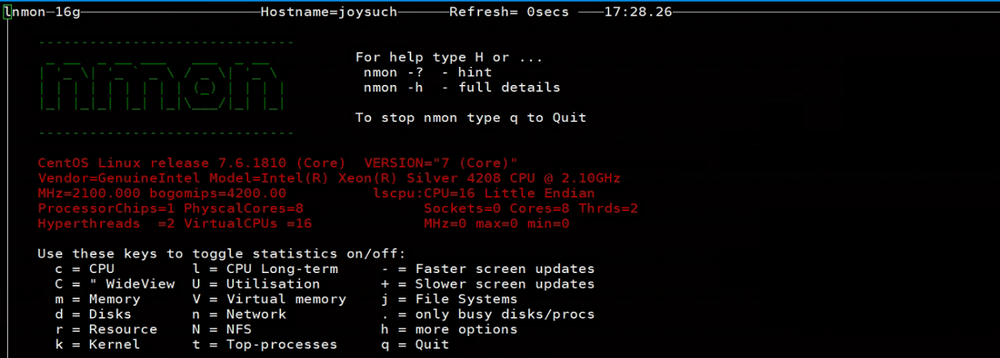 lnmon─16g─────────────────────Hostname=joysuch──────Refresh= 0secs ───17:28.26
------------------------------
nmon
For help type H or ...
nmon -?  - hint
nmon -h  - full details
To stop nmon type q to Quit
------------------------------
CentOS Linux release 7.6.1810 (Core)  VERSION="7 (Core)"
Vendor=GenuineIntel Model=Intel(R) Xeon(R) Silver 4208 CPU @ 2.10GHz
MHz=2100.000 bogomips=4200.00          lscpu:CPU=16 Little Endian
ProcessorChips=1 PhyscalCores=8              Sockets=0 Cores=8 Thrds=2
Hyperthreads  =2 VirtualCPUs =16             MHz=0 max=0 min=0
Use these keys to toggle statistics on/off:
c = CPU         l = CPU Long-term     - = Faster screen updates
C = " WideView  U = Utilisation       + = Slower screen updates
m = Memory      V = Virtual memory    j = File Systems
d = Disks       n = Network           . = only busy disks/procs
r = Resource    N = NFS               h = more options
k = Kernel      t = Top-processes     q = Quit